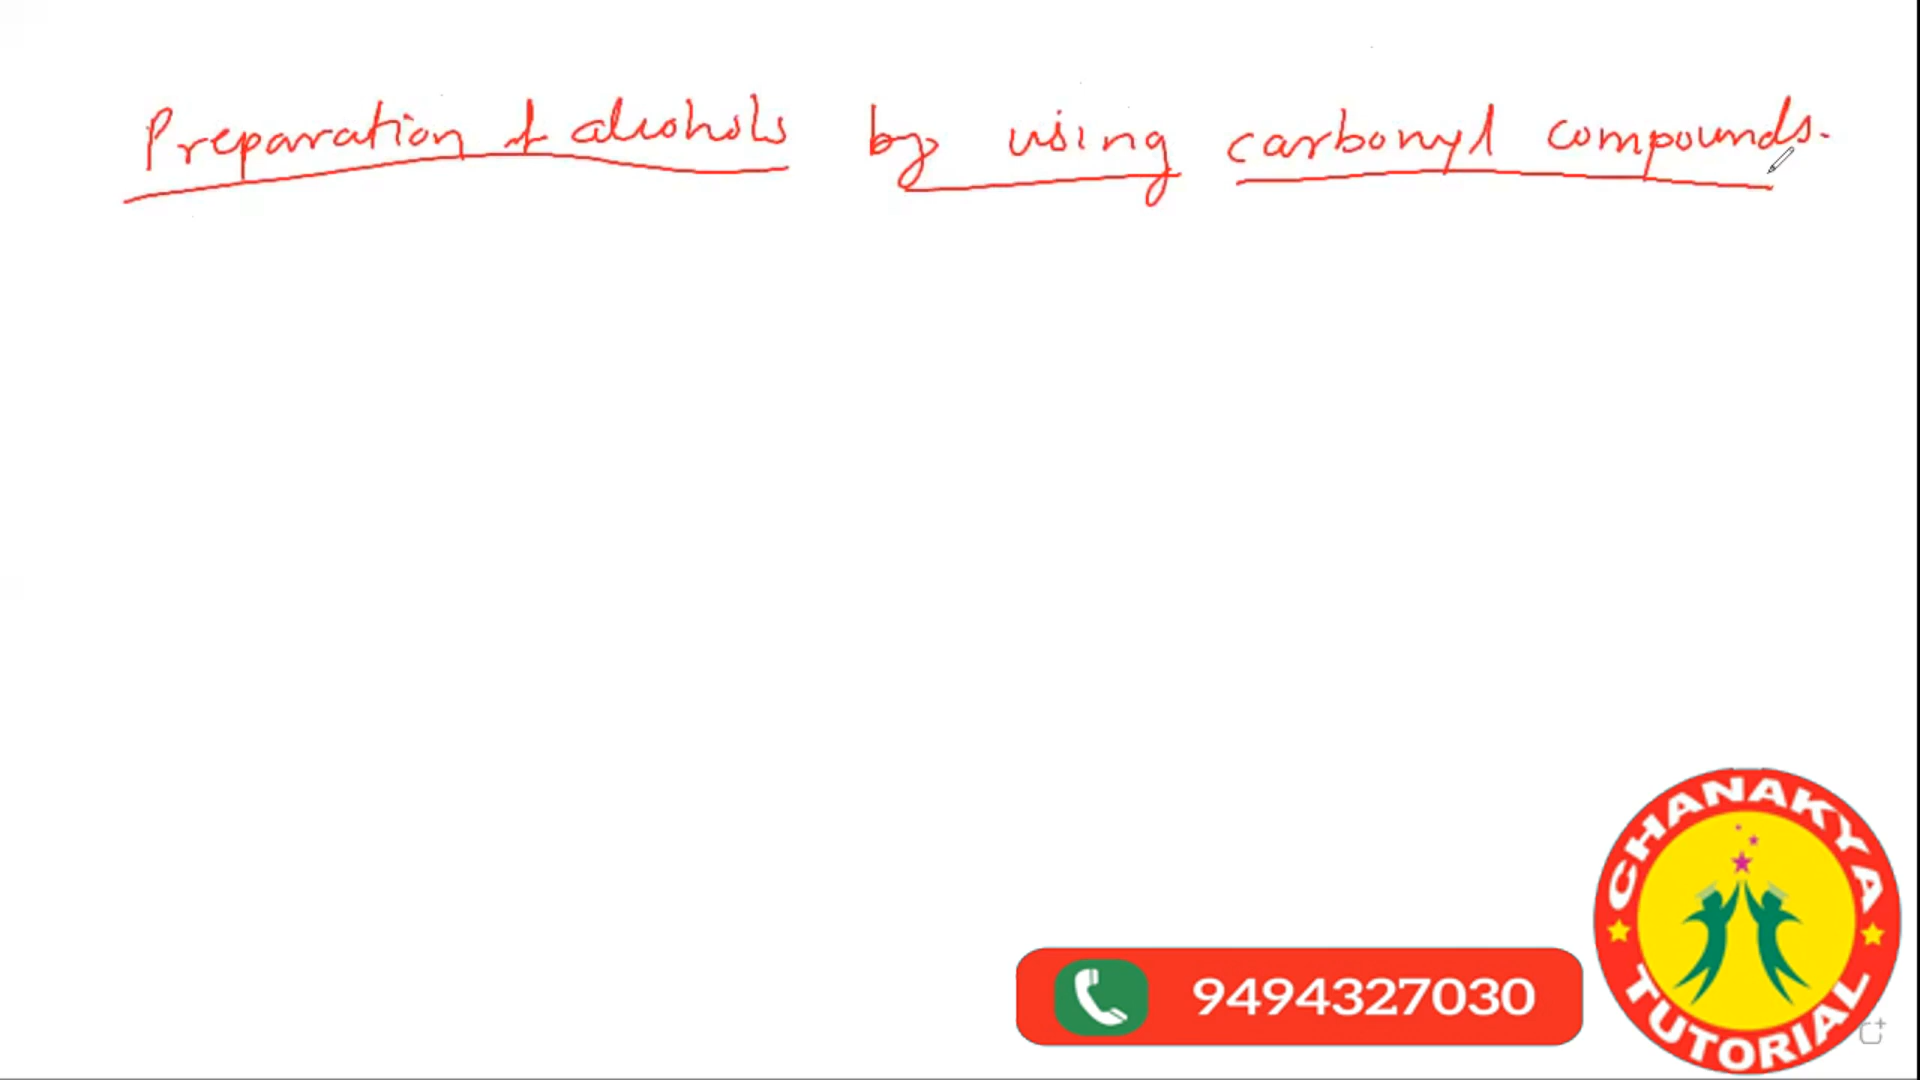 Preparation of alcohols by using carbonyl compounds.
CHANAKYA
TUTORIAL
9494327030